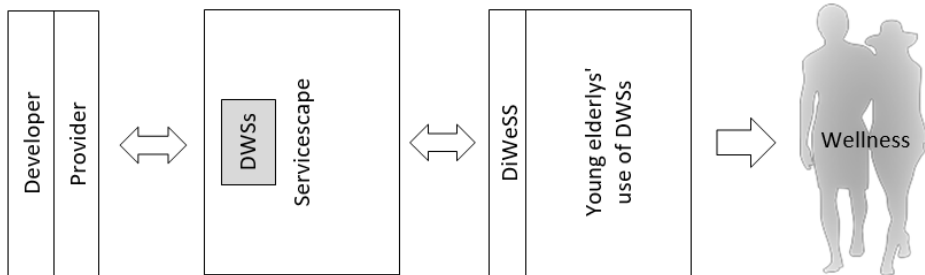 Developer
Provider
DWSs
Servicescape
DiWeSS
Young elderlys'
use of DWSs
Wellness